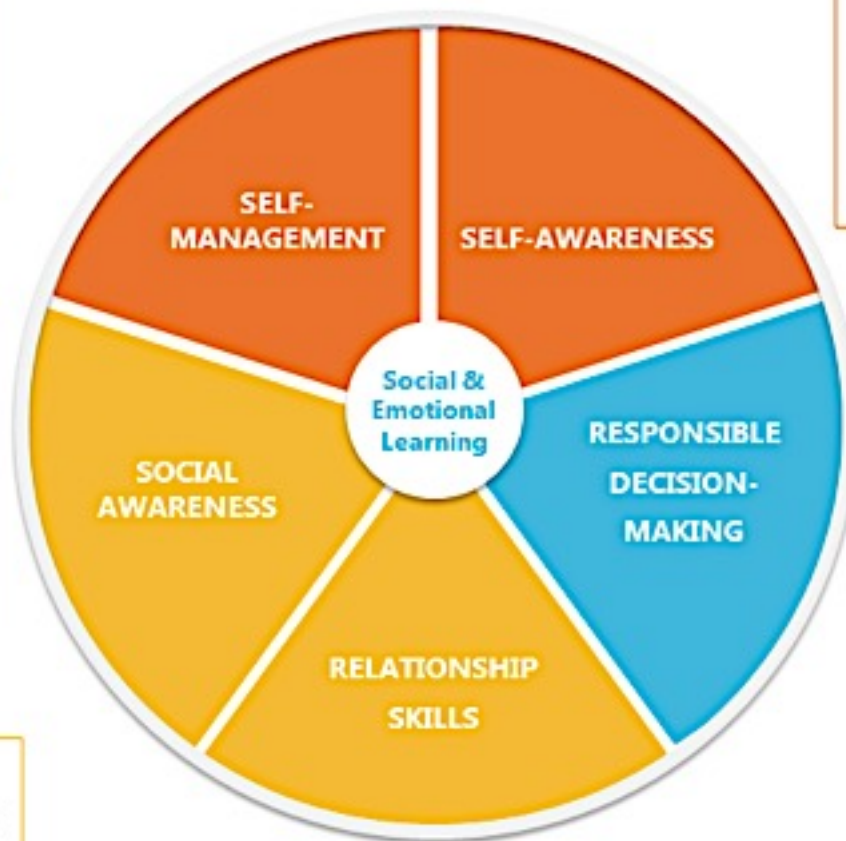 SELF-
MANAGEMENT
SELF-AWARENESS
Social &
Emotional
Learning
RESPONSIBLE
DECISION-
MAKING
SOCIAL
AWARENESS
RELATIONSHIP
SKILLS